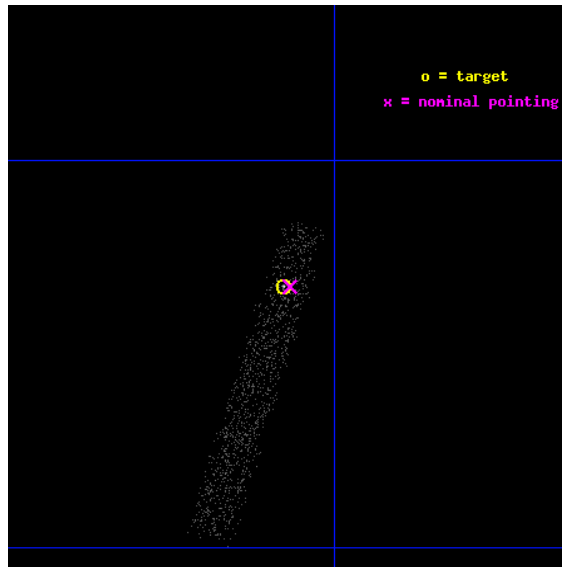 o = target
x = nominal pointing